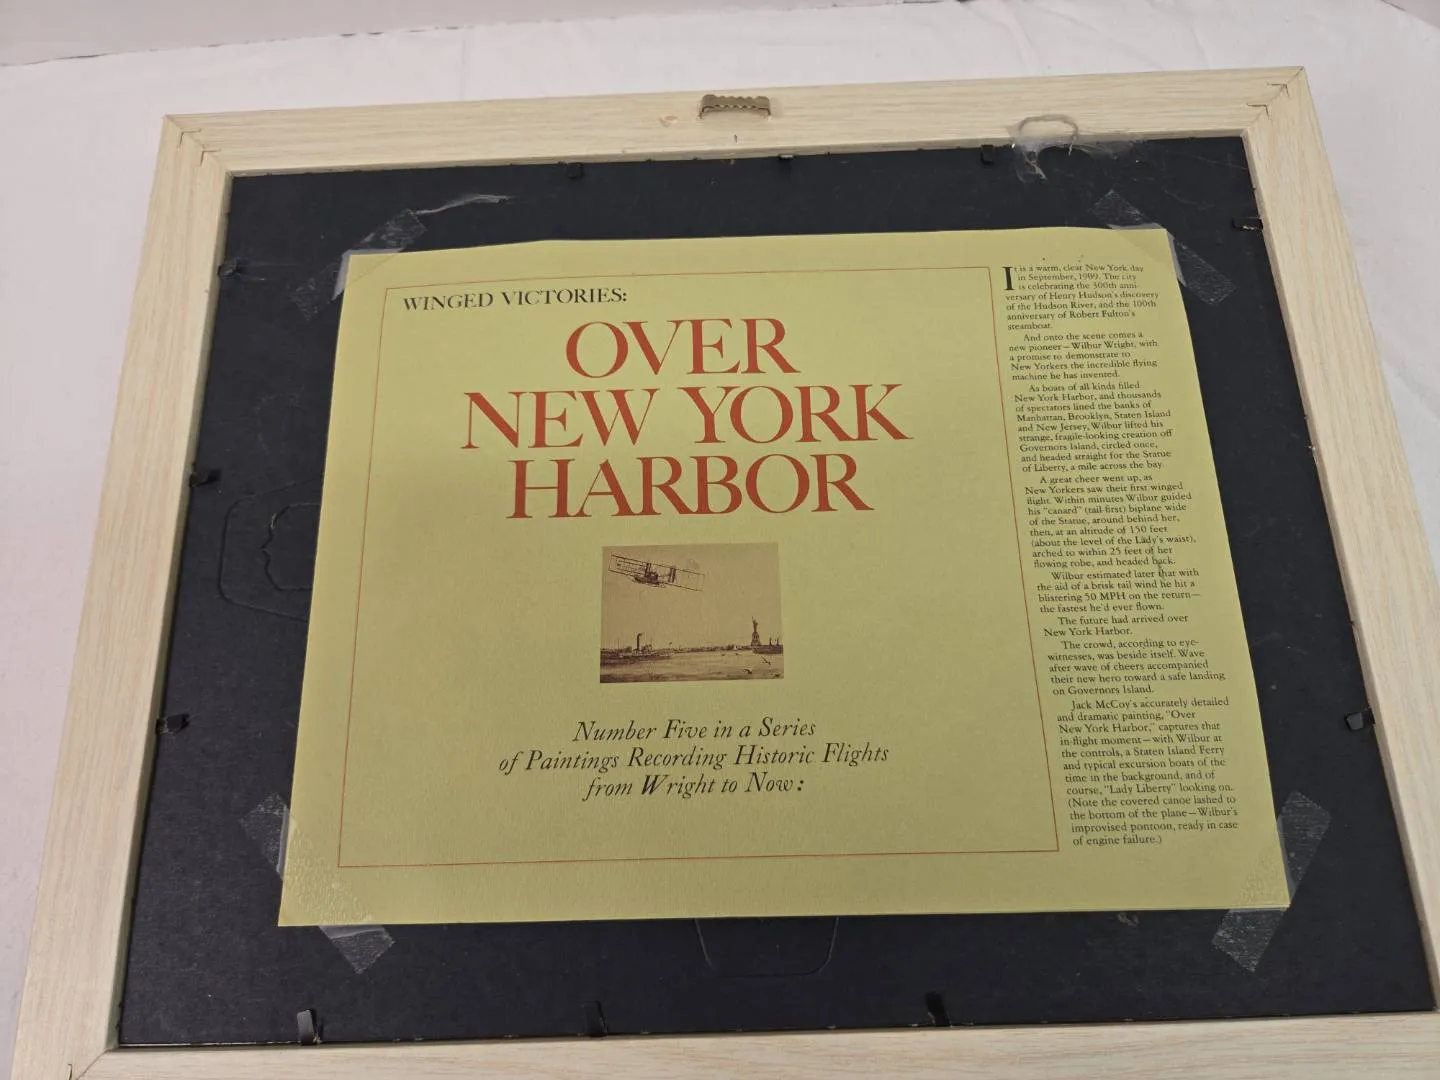 WINGED VICTORIES:
OVER
NEW YORK
HARBOR
Number Five in a Series
of Paintings Recording Historic Flights
from Wright to Now:
It is a warm, clear New York day
in September, 1909. The city
is celebrating the 300th anni-
versary of Henry Hudson's discovery
of the Hudson River, and the 100th
anniversary of Robert Fulton's
steamboat.
And onto the scene comes a
new pioneer—Wilbur Wright, with
a promise to demonstrate to
New Yorkers the incredible flying
machine he has invented.
As boats of all kinds filled
New York Harbor, and thousands
of spectators lined the banks of
Manhattan, Brooklyn, Staten Island
and New Jersey, Wilbur lifted his
strange, fragile-looking creation off
Governors Island, circled once,
and headed straight for the Statue
of Liberty, a mile across the bay.
A great cheer went up, as
New Yorkers saw their first winged
flight. Within minutes Wilbur guided
his "canard" (tail-first) biplane wide
of the Statue, around behind her,
then, at an altitude of 150 feet
(about the level of the Lady's waist),
arched to within 25 feet of her
flowing robe, and headed back.
Wilbur estimated later that with
the aid of a brisk tail wind he hit a
blistering 50 MPH on the return—
the fastest he'd ever flown.
The future had arrived over
New York Harbor.
The crowd, according to eye-
witnesses, was beside itself. Wave
after wave of cheers accompanied
their new hero toward a safe landing
on Governors Island.
Jack McCoy's accurately detailed
and dramatic painting, "Over
New York Harbor," captures that
in-flight moment—with Wilbur at
the controls, a Staten Island Ferry
and typical excursion boats of the
time in the background, and of
course, "Lady Liberty" looking on.
(Note the covered canoe lashed to
the bottom of the plane—Wilbur's
improvised pontoon, ready in case
of engine failure.)